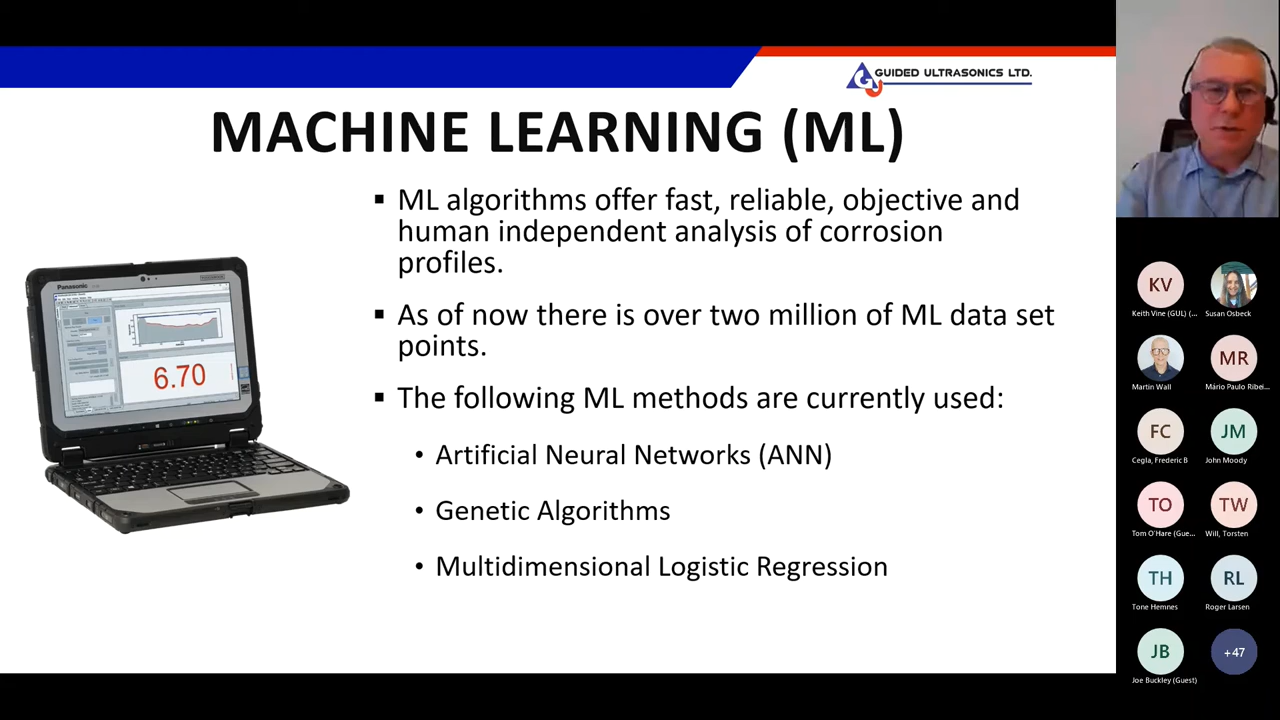 GUIDED ULTRASONICS LTD.
MACHINE LEARNING (ML)
▪ ML algorithms offer fast, reliable, objective and
human independent analysis of corrosion
profiles.
▪ As of now there is over two million of ML data set
points.
▪ The following ML methods are currently used:
• Artificial Neural Networks (ANN)
• Genetic Algorithms
• Multidimensional Logistic Regression
Panasonic
6.70
KV
Keith Vine (GUL) (...
Susan Osbeck
Martin Wall
MR
Mário Paulo Ribei...
FC
Cegla, Frederic B
JM
John Moody
TO
Tom O'Hare (Gue...
TW
Will, Torsten
TH
Tone Hemnes
RL
Roger Larsen
JB
Joe Buckley (Guest)
+47